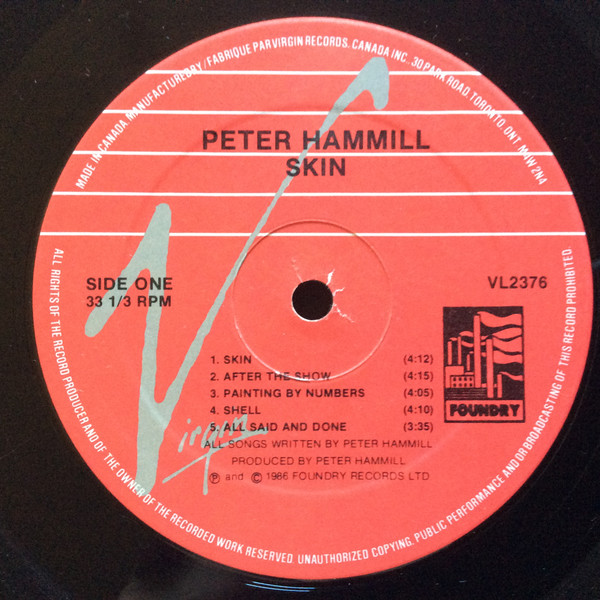 MADE IN CANADA. MANUFACTURED BY/FABRIQUE PAR VIRGIN RECORDS, CANADA INC., 30 PARK ROAD, TORONTO, ONT M4W 2N4
PETER HAMMILL
SKIN
SIDE ONE
33 1/3 RPM
VL2376
1. SKIN (4:12)
2. AFTER THE SHOW (4:15)
3. PAINTING BY NUMBERS (4:05)
4. SHELL (4:10)
5. ALL SAID AND DONE (3:35)
FOUNDRY
Virgin
ALL SONGS WRITTEN BY PETER HAMMILL
PRODUCED BY PETER HAMMILL
℗ and © 1986 FOUNDRY RECORDS LTD
ALL RIGHTS OF THE RECORD PRODUCER AND OF THE OWNER OF THE RECORDED WORK RESERVED. UNAUTHORIZED COPYING, PUBLIC PERFORMANCE AND/OR BROADCASTING OF THIS RECORD PROHIBITED.